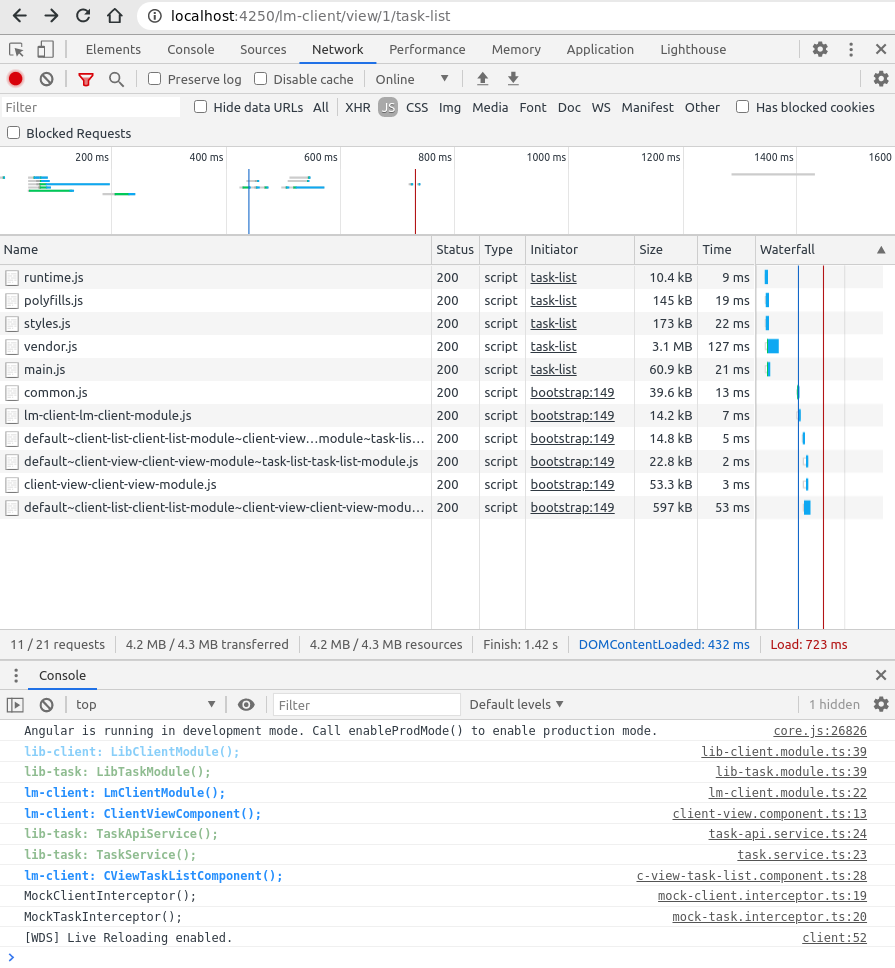 localhost:4250/lm-client/view/1/task-list
Elements Console Sources Network Performance Memory Application Lighthouse
Preserve log Disable cache Online
Filter Hide data URLs All XHR JS CSS Img Media Font Doc WS Manifest Other Has blocked cookies
Blocked Requests
200 ms 400 ms 600 ms 800 ms 1000 ms 1200 ms 1400 ms 1600
Name Status Type Initiator Size Time Waterfall
runtime.js 200 script task-list 10.4 kB 9 ms
polyfills.js 200 script task-list 145 kB 19 ms
styles.js 200 script task-list 173 kB 22 ms
vendor.js 200 script task-list 3.1 MB 127 ms
main.js 200 script task-list 60.9 kB 21 ms
common.js 200 script bootstrap:149 39.6 kB 13 ms
lm-client-lm-client-module.js 200 script bootstrap:149 14.2 kB 7 ms
default~client-list-client-list-module~client-view…module~task-lis… 200 script bootstrap:149 14.8 kB 5 ms
default~client-view-client-view-module~task-list-task-list-module.js 200 script bootstrap:149 22.8 kB 2 ms
client-view-client-view-module.js 200 script bootstrap:149 53.3 kB 3 ms
default~client-list-client-list-module~client-view-client-view-modu… 200 script bootstrap:149 597 kB 53 ms
11 / 21 requests 4.2 MB / 4.3 MB transferred 4.2 MB / 4.3 MB resources Finish: 1.42 s DOMContentLoaded: 432 ms Load: 723 ms
Console
top Filter Default levels 1 hidden
Angular is running in development mode. Call enableProdMode() to enable production mode. core.js:26826
lib-client: LibClientModule(); lib-client.module.ts:39
lib-task: LibTaskModule(); lib-task.module.ts:39
lm-client: LmClientModule(); lm-client.module.ts:22
lm-client: ClientViewComponent(); client-view.component.ts:13
lib-task: TaskApiService(); task-api.service.ts:24
lib-task: TaskService(); task.service.ts:23
lm-client: CViewTaskListComponent(); c-view-task-list.component.ts:28
MockClientInterceptor(); mock-client.interceptor.ts:19
MockTaskInterceptor(); mock-task.interceptor.ts:20
[WDS] Live Reloading enabled. client:52